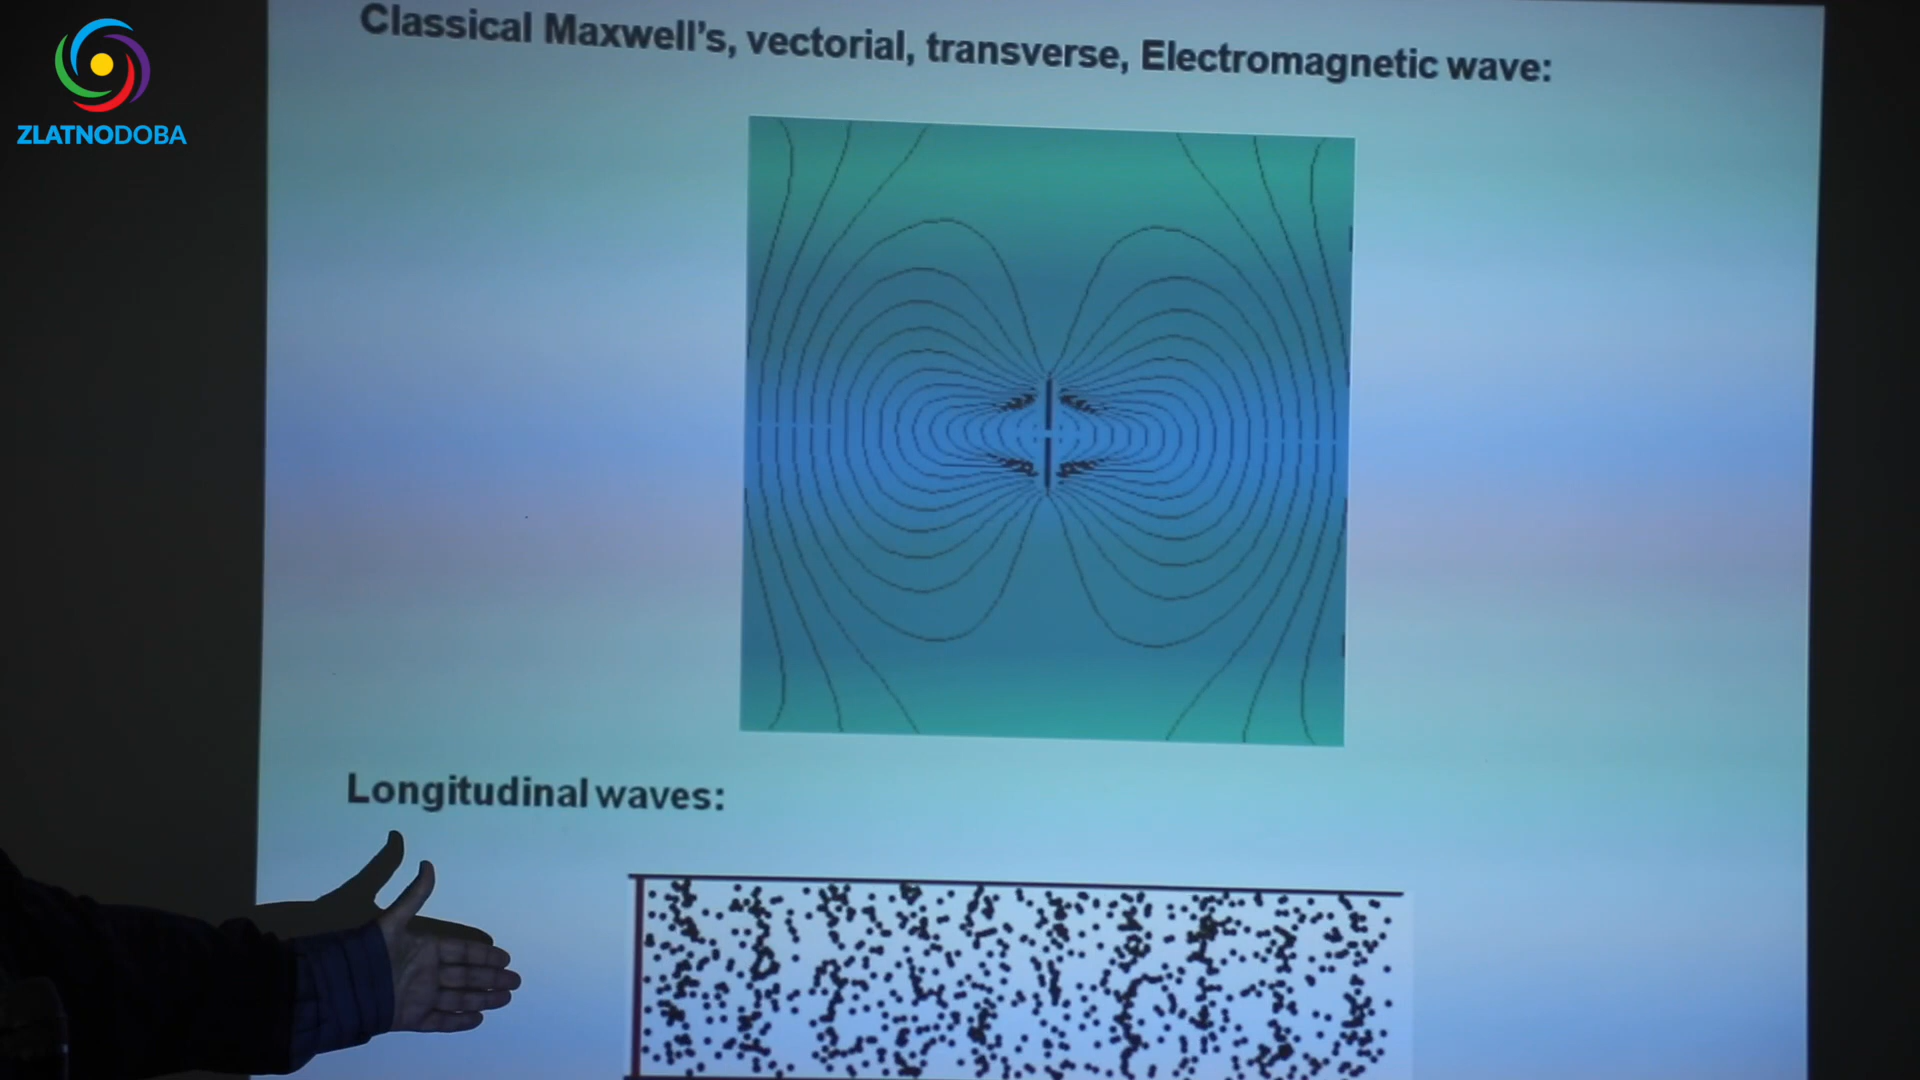 Classical Maxwell's, vectorial, transverse, Electromagnetic wave:
ZLATNODOBA
Longitudinal waves: